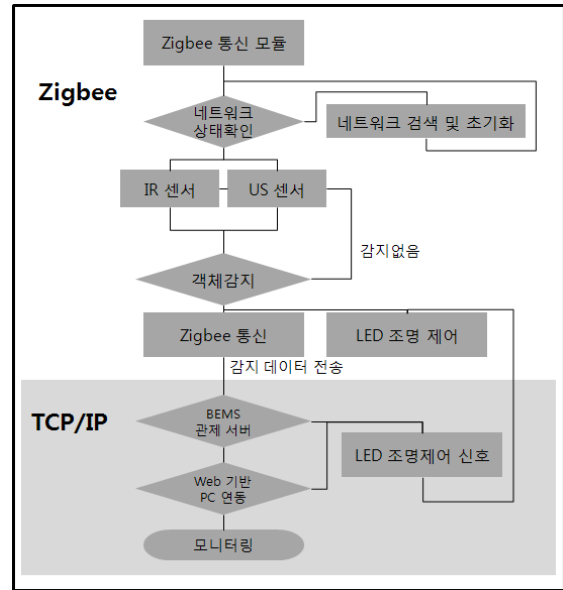 Zigbee 통신 모듈
Zigbee
네트워크
상태확인
네트워크 검색 및 초기화
IR 센서
US 센서
감지없음
객체감지
Zigbee 통신
LED 조명 제어
감지 데이터 전송
TCP/IP
BEMS
관제 서버
LED 조명제어 신호
Web 기반
PC 연동
모니터링